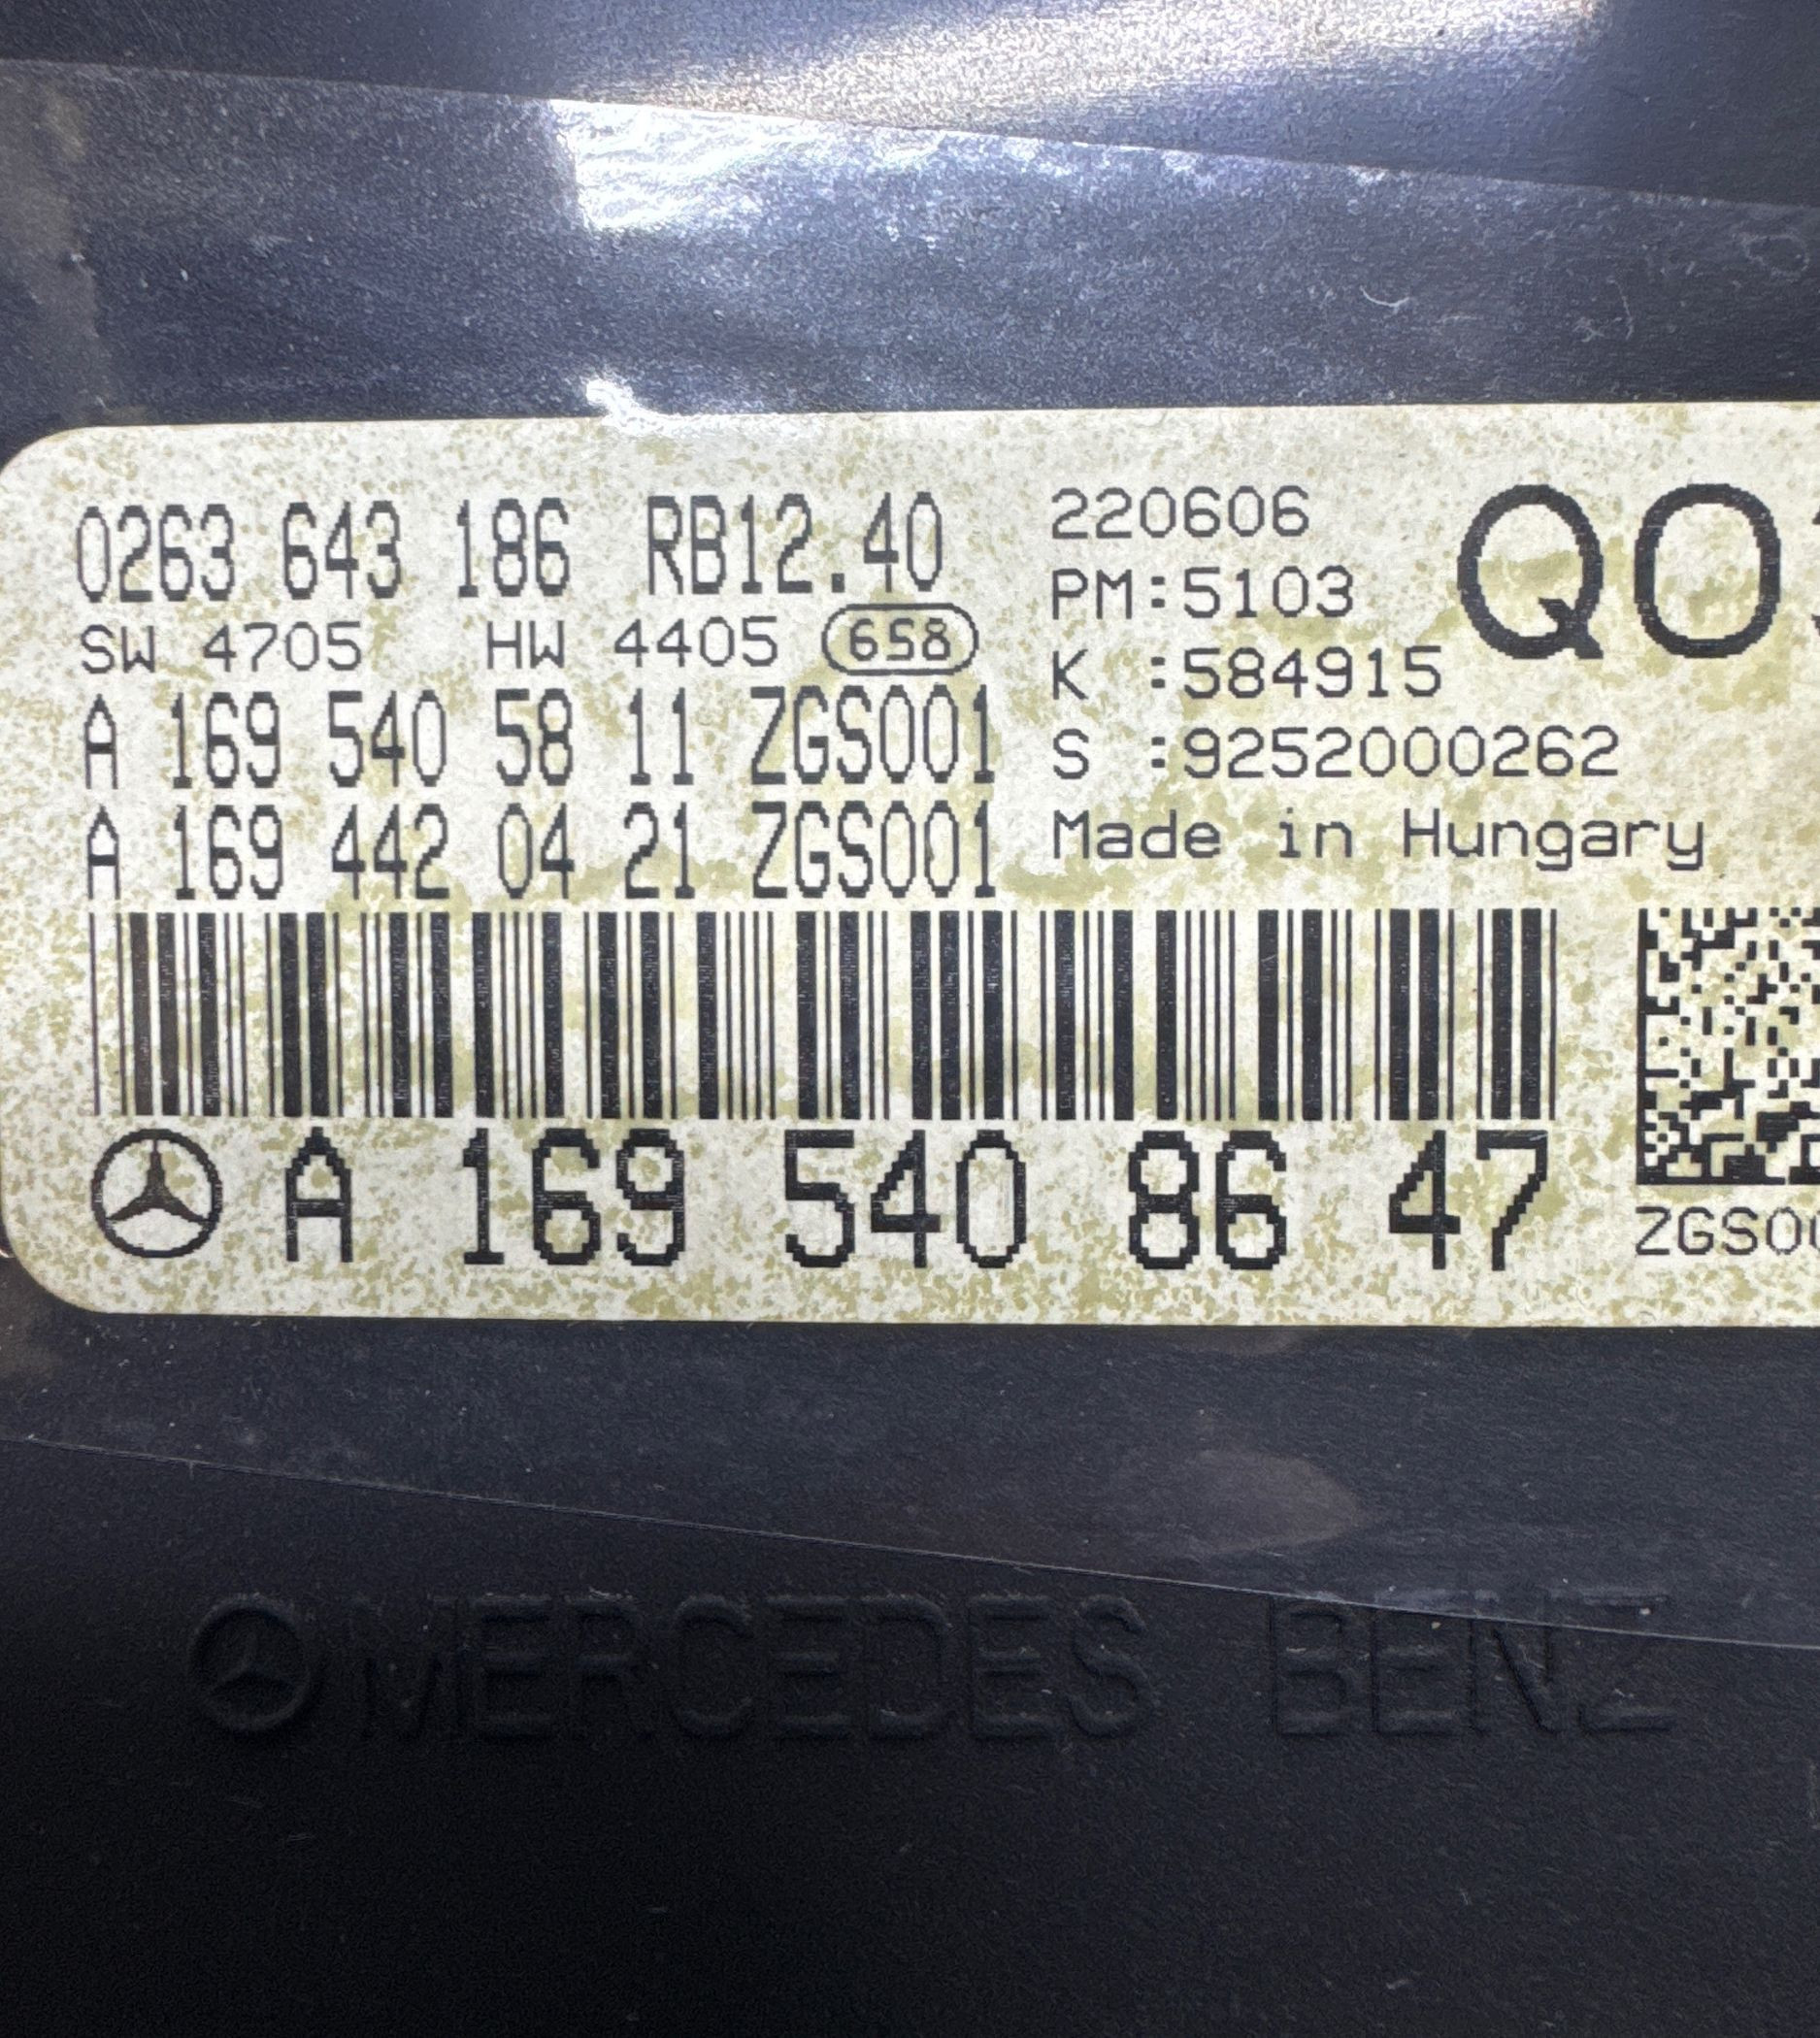 0263 643 186 RB12.40
SW 4705 HW 4405 658
A 169 540 58 11 ZGS001
A 169 442 04 21 ZGS001
220606
PM:5103
K :584915
S :9252000262
Made in Hungary
A 169 540 86 47
MERCEDES BENZ